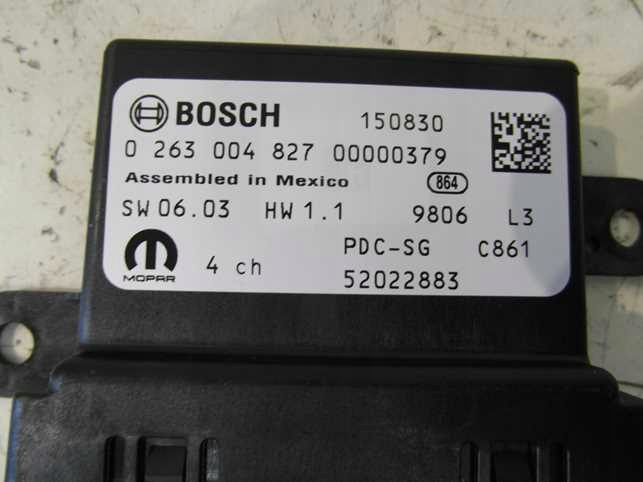 BOSCH 150830
0 263 004 827 00000379
Assembled in Mexico 864
SW 06.03 HW 1.1 9806 L3
MOPAR 4 ch PDC-SG C861
52022883